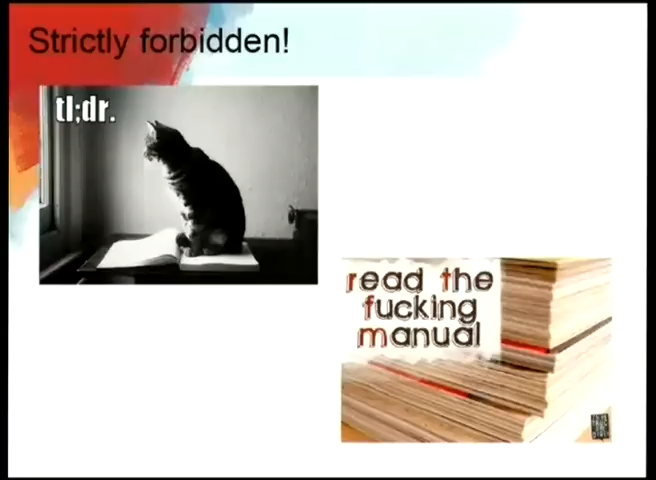 Strictly forbidden!
tl;dr.
read the
fucking
manual